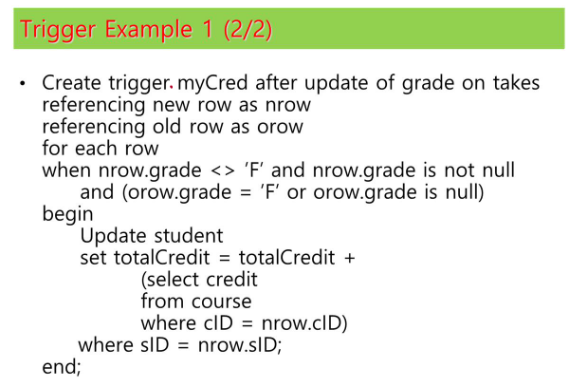 Trigger Example 1 (2/2)
• Create trigger myCred after update of grade on takes
referencing new row as nrow
referencing old row as orow
for each row
when nrow.grade <> 'F' and nrow.grade is not null
and (orow.grade = 'F' or orow.grade is null)
begin
Update student
set totalCredit = totalCredit +
(select credit
from course
where cID = nrow.cID)
where sID = nrow.sID;
end;